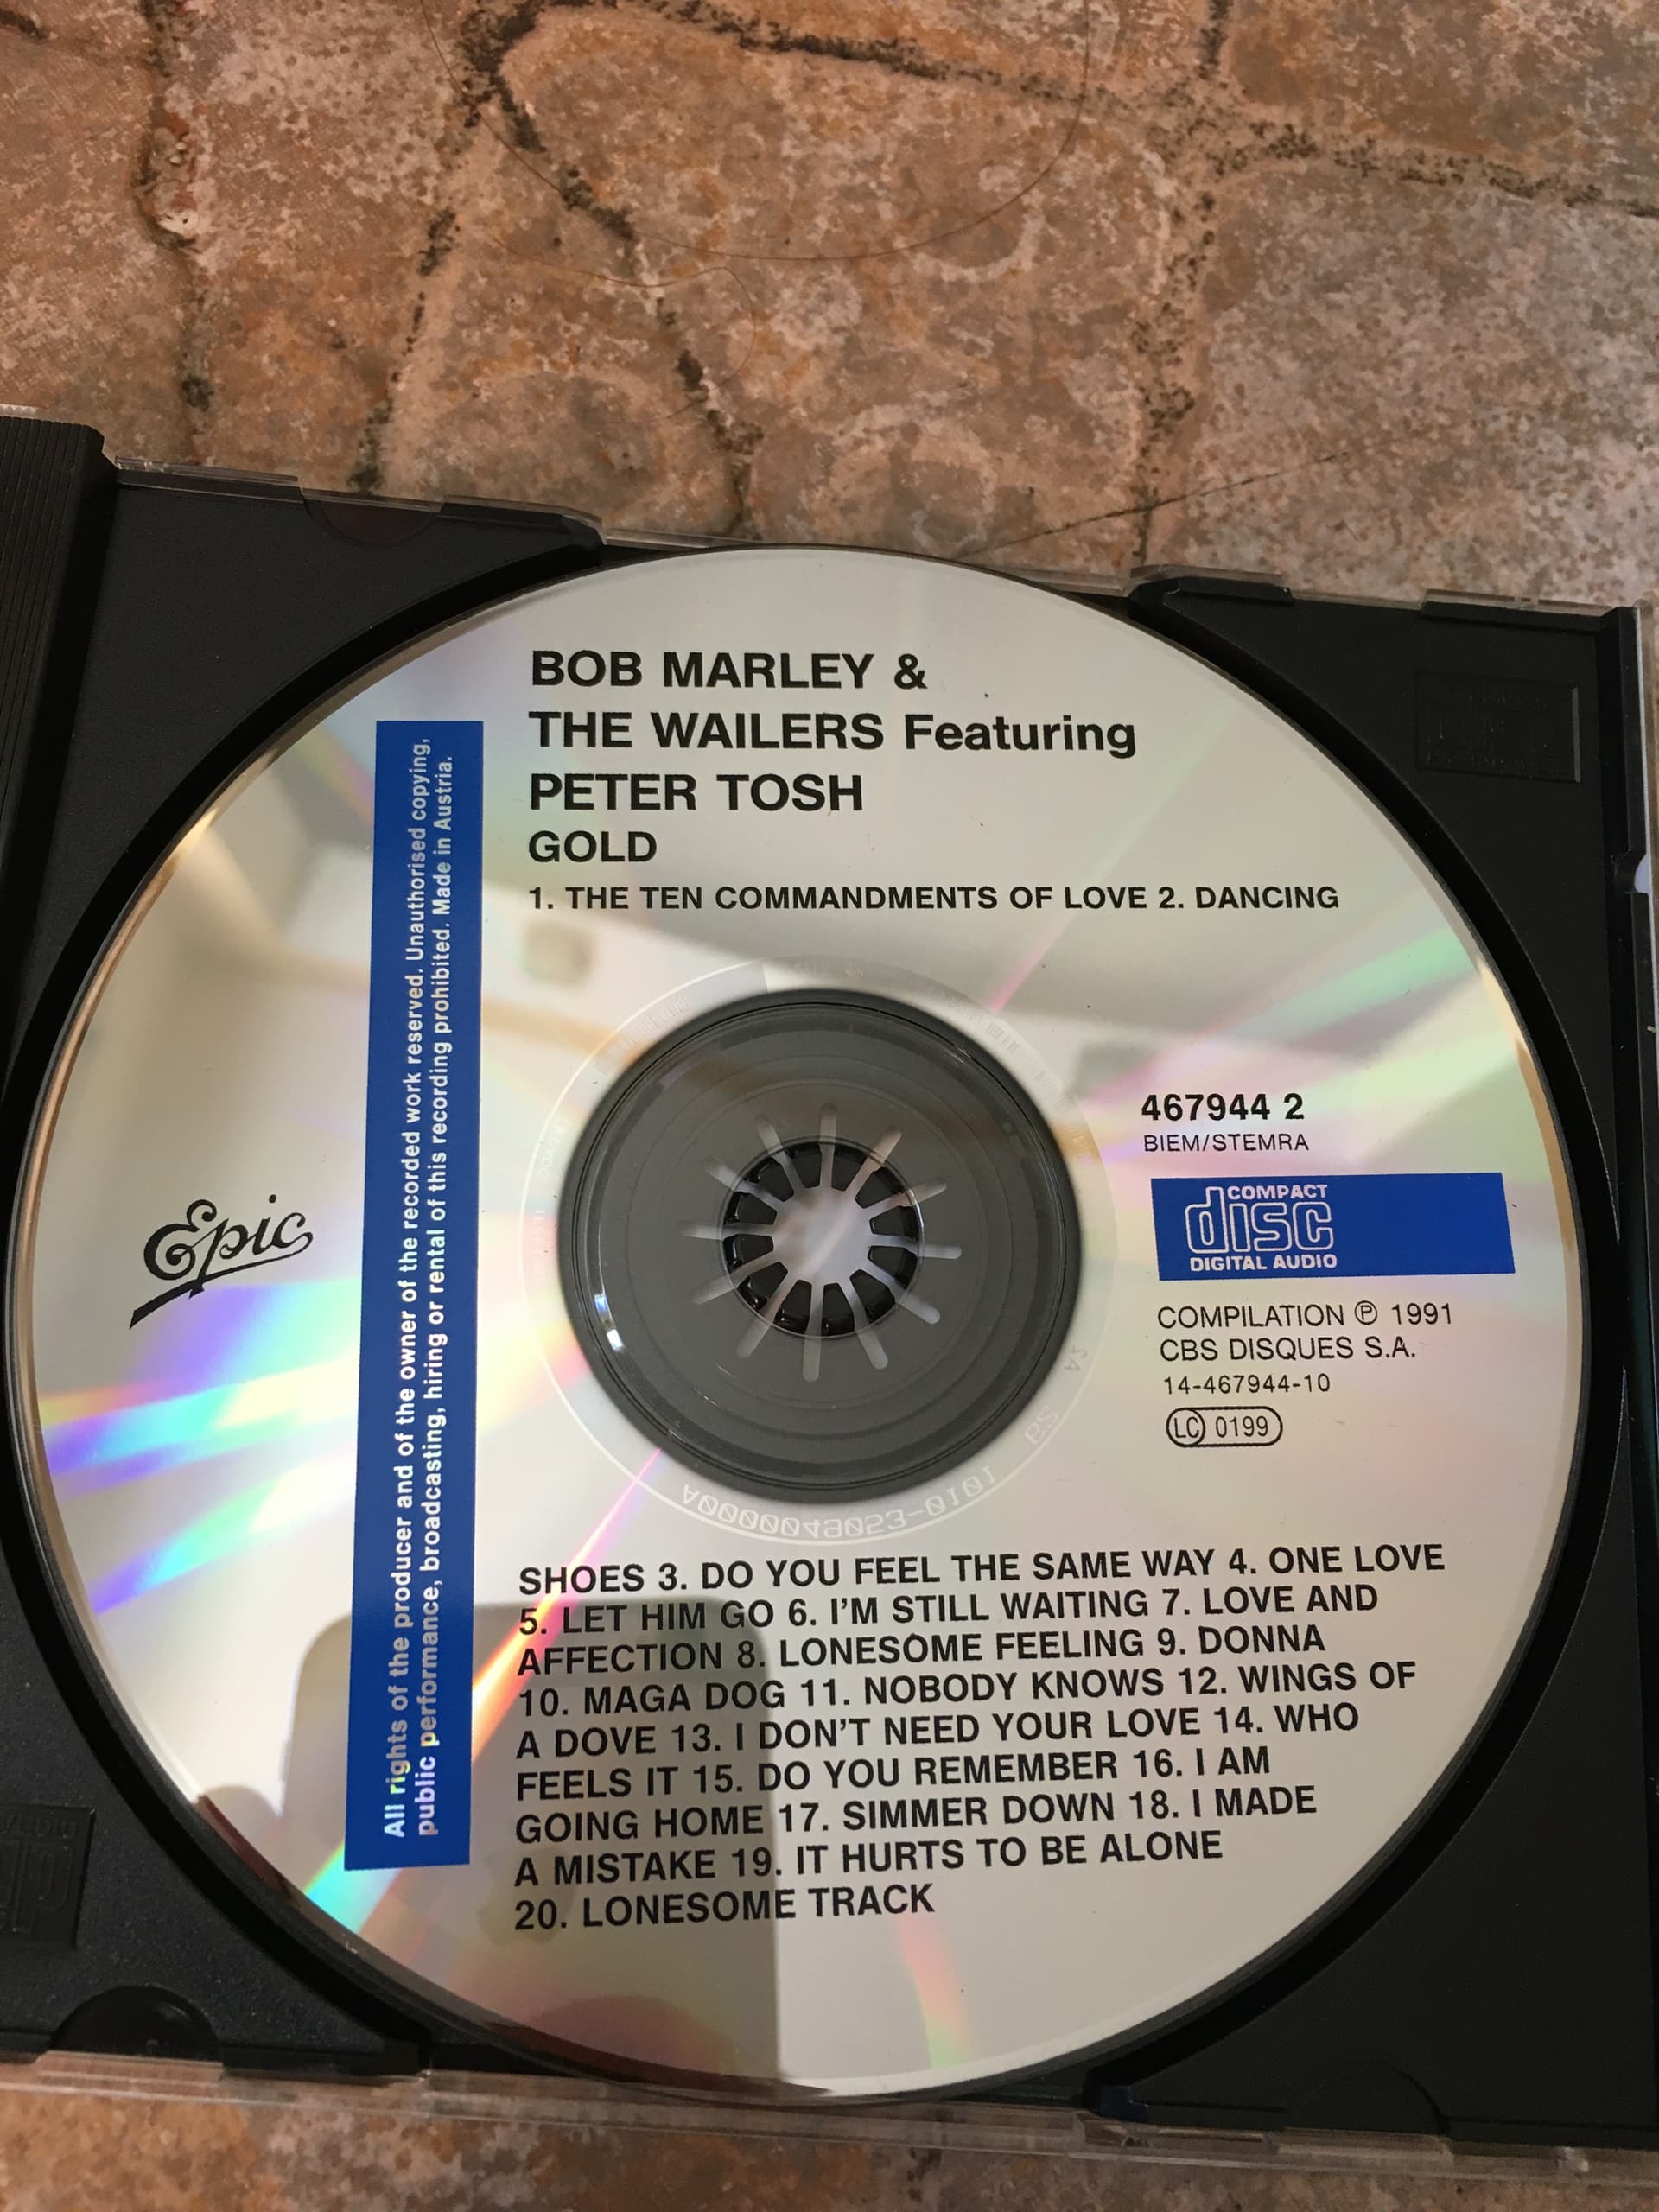 BOB MARLEY &
THE WAILERS Featuring
PETER TOSH
GOLD
1. THE TEN COMMANDMENTS OF LOVE 2. DANCING
All rights of the producer and of the owner of the recorded work reserved. Unauthorised copying,
public performance, broadcasting, hiring or rental of this recording prohibited. Made in Austria.
Epic
467944 2
BIEM/STEMRA
COMPACT
disc
DIGITAL AUDIO
COMPILATION ℗ 1991
CBS DISQUES S.A.
14-467944-10
LC 0199
A0000043023-0101
SHOES 3. DO YOU FEEL THE SAME WAY 4. ONE LOVE
5. LET HIM GO 6. I'M STILL WAITING 7. LOVE AND
AFFECTION 8. LONESOME FEELING 9. DONNA
10. MAGA DOG 11. NOBODY KNOWS 12. WINGS OF
A DOVE 13. I DON'T NEED YOUR LOVE 14. WHO
FEELS IT 15. DO YOU REMEMBER 16. I AM
GOING HOME 17. SIMMER DOWN 18. I MADE
A MISTAKE 19. IT HURTS TO BE ALONE
20. LONESOME TRACK